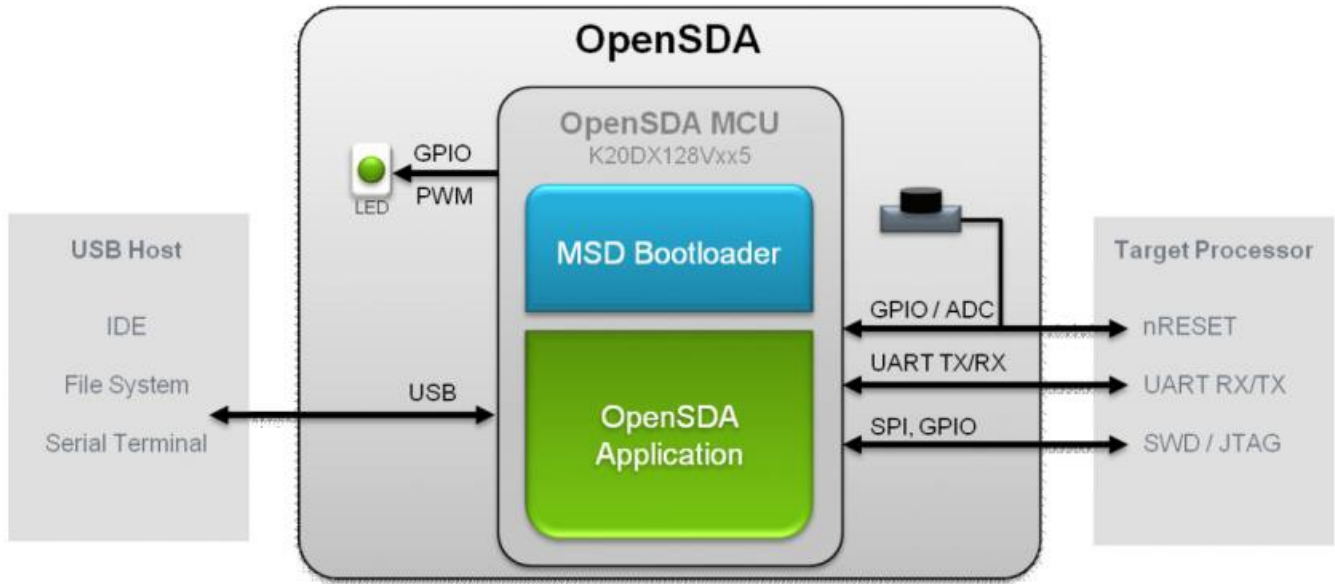 OpenSDA
OpenSDA MCU
K20DX128Vxx5
GPIO
PWM
LED
MSD Bootloader
USB Host
IDE
File System
Serial Terminal
USB
OpenSDA
Application
GPIO / ADC
UART TX/RX
SPI, GPIO
Target Processor
nRESET
UART RX/TX
SWD / JTAG